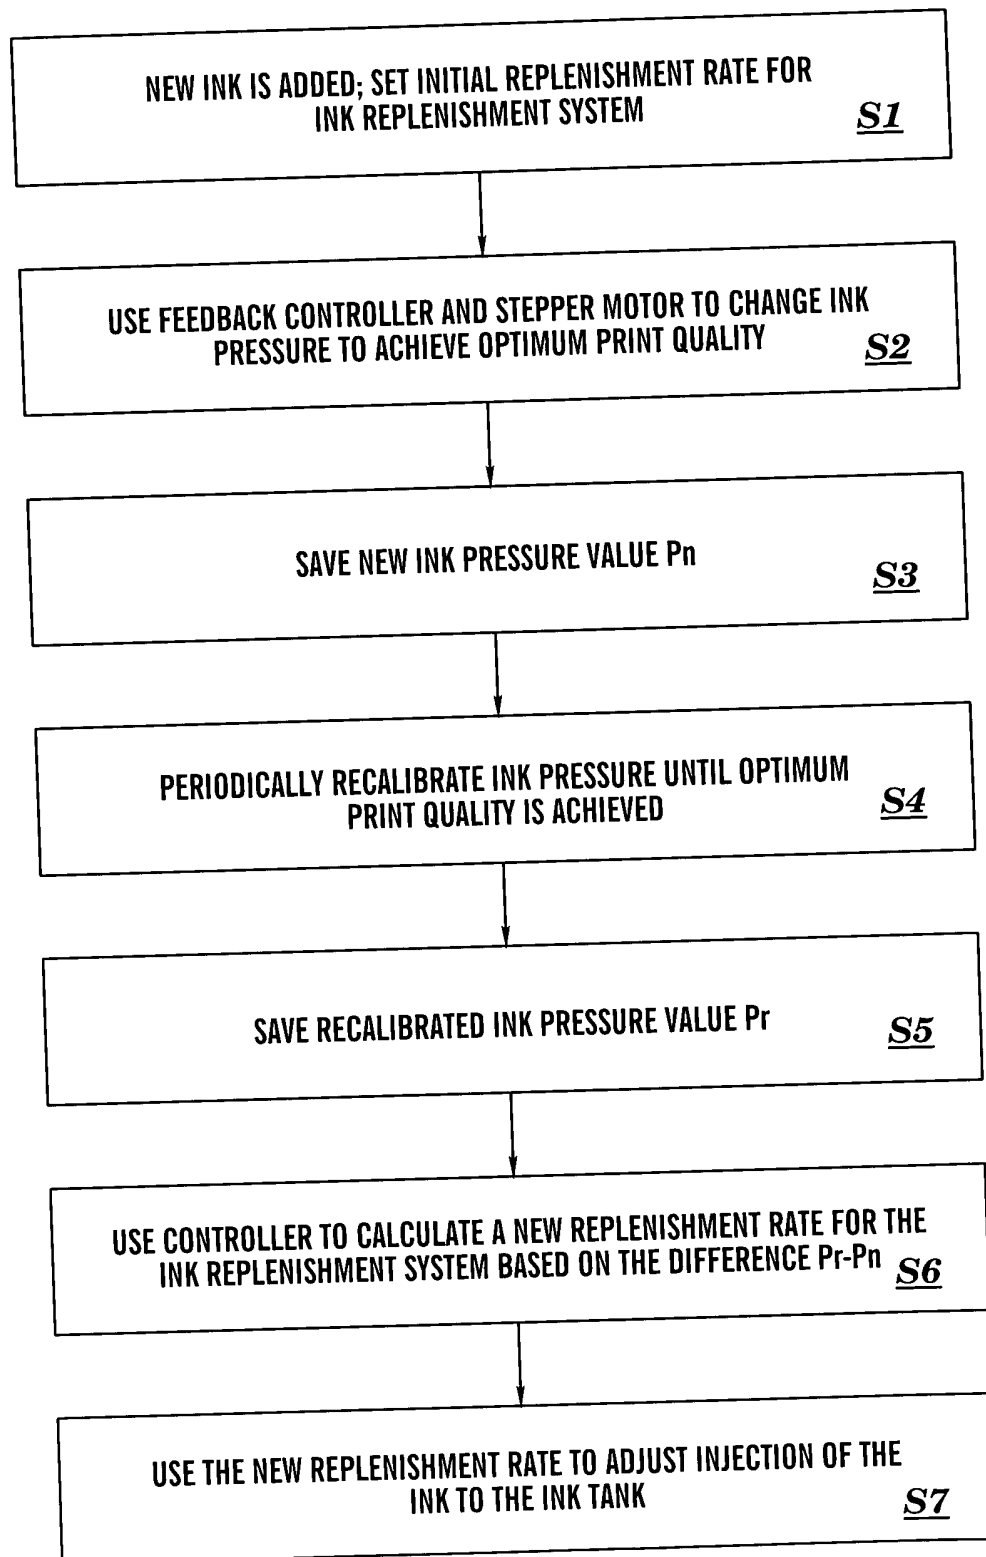 NEW INK IS ADDED; SET INITIAL REPLENISHMENT RATE FOR
INK REPLENISHMENT SYSTEM
S1
USE FEEDBACK CONTROLLER AND STEPPER MOTOR TO CHANGE INK
PRESSURE TO ACHIEVE OPTIMUM PRINT QUALITY
S2
SAVE NEW INK PRESSURE VALUE Pn
S3
PERIODICALLY RECALIBRATE INK PRESSURE UNTIL OPTIMUM
PRINT QUALITY IS ACHIEVED
S4
SAVE RECALIBRATED INK PRESSURE VALUE Pr
S5
USE CONTROLLER TO CALCULATE A NEW REPLENISHMENT RATE FOR THE
INK REPLENISHMENT SYSTEM BASED ON THE DIFFERENCE Pr-Pn
S6
USE THE NEW REPLENISHMENT RATE TO ADJUST INJECTION OF THE
INK TO THE INK TANK
S7